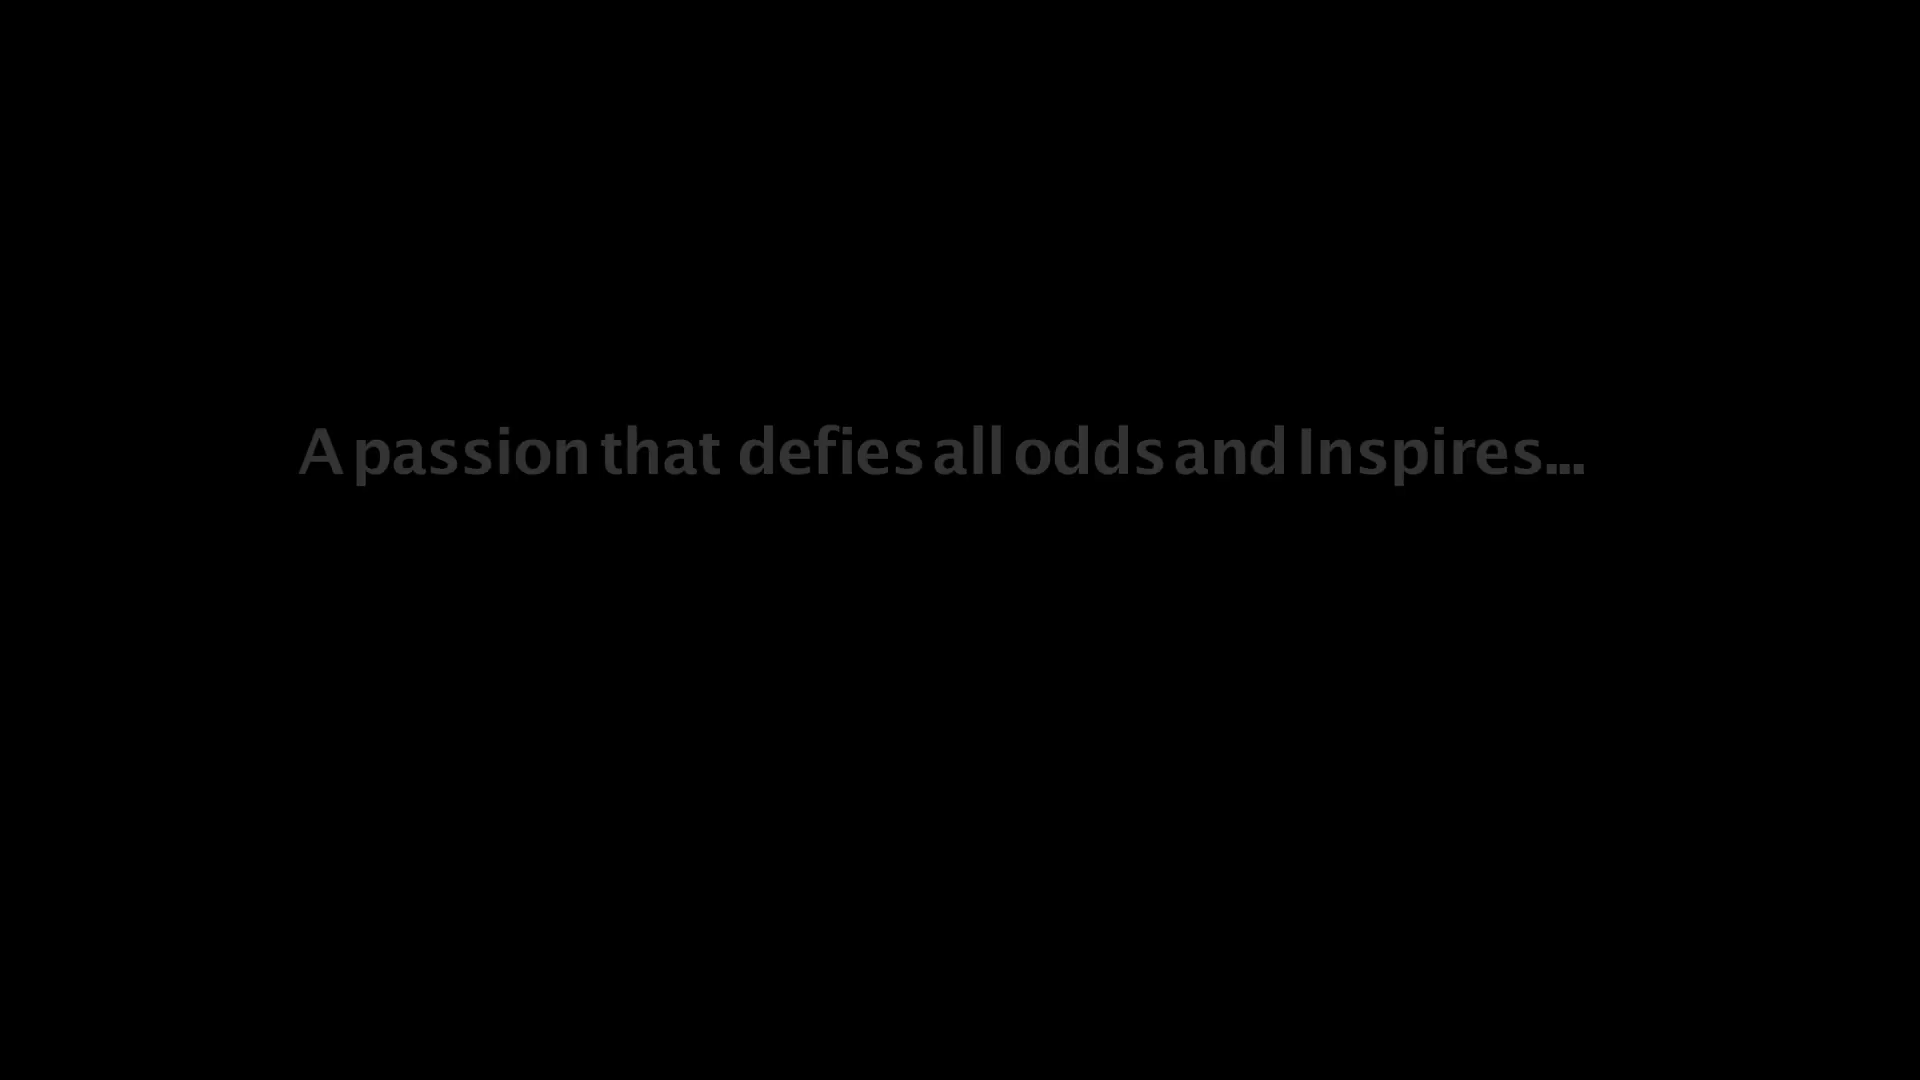 A passion that defies all odds and Inspires...